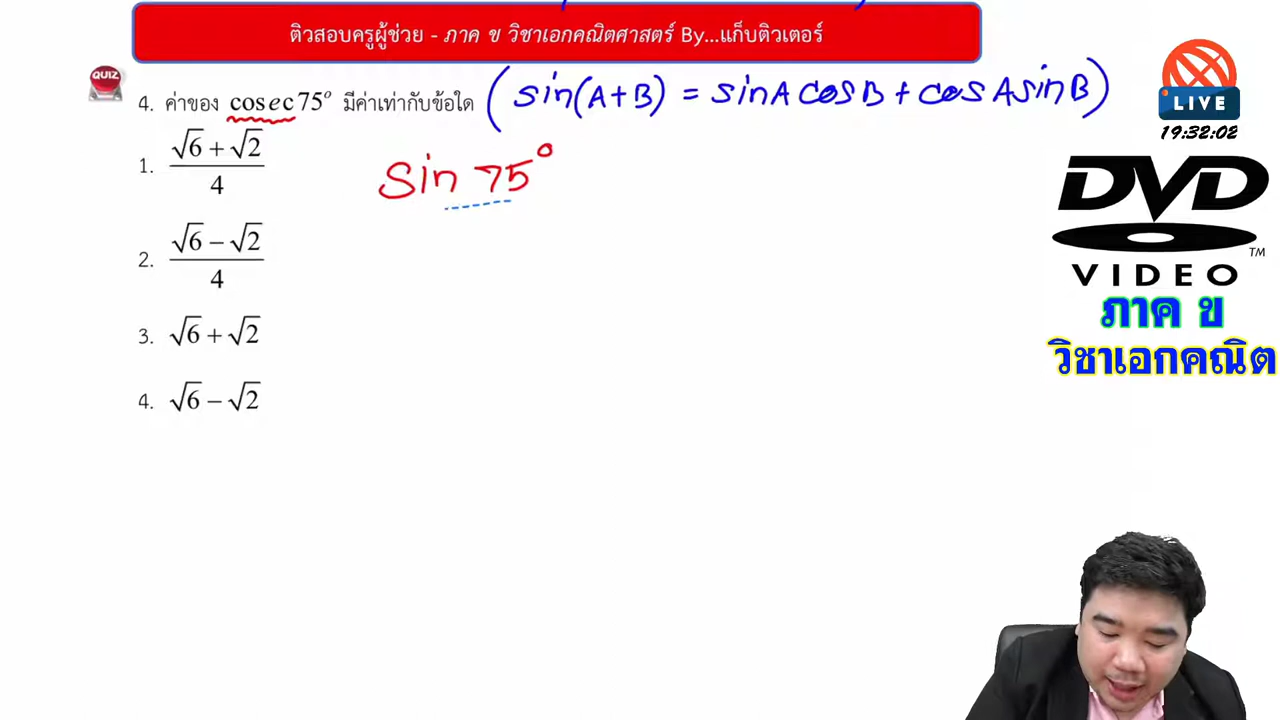 ติวสอบครูผู้ช่วย - ภาค ข วิชาเอกคณิตศาสตร์ By...แก็บติวเตอร์
QUIZ
4. ค่าของ cosec75° มีค่าเท่ากับข้อใด (sin(A+B) = sinAcosB + cosAsinB)
1. (√6 + √2)/4
sin 75°
2. (√6 − √2)/4
3. √6 + √2
4. √6 − √2
LIVE
19:32:02
DVD
VIDEO
TM
ภาค ข
วิชาเอกคณิต